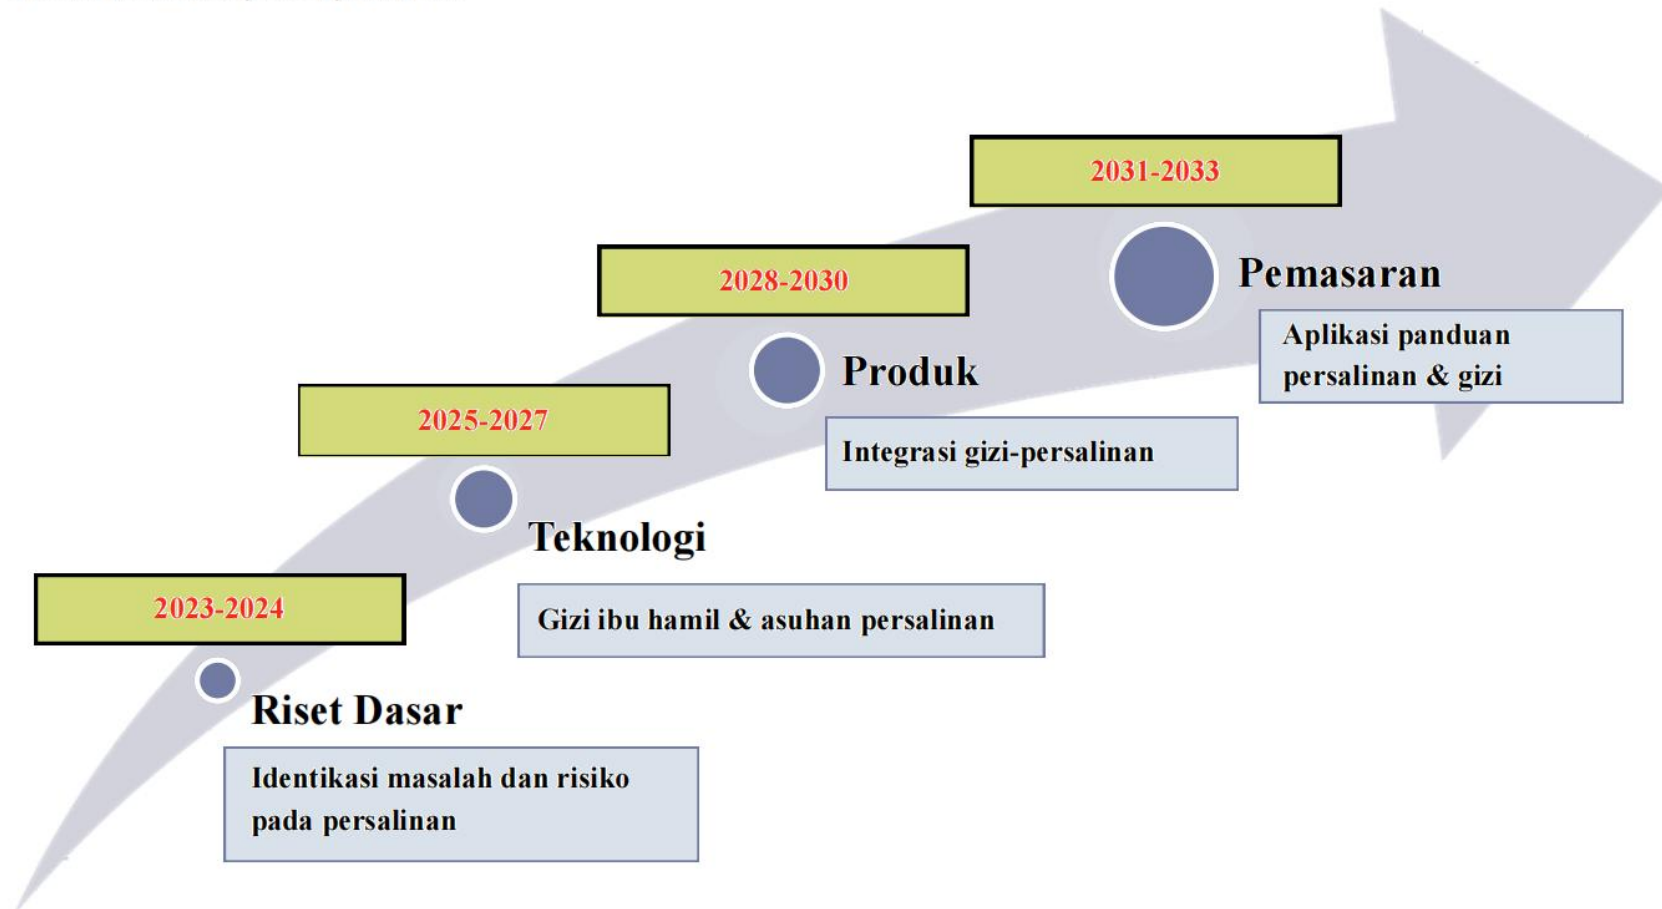 2031-2033
Pemasaran
Aplikasi panduan
persalinan & gizi
2028-2030
Produk
Integrasi gizi-persalinan
2025-2027
Teknologi
Gizi ibu hamil & asuhan persalinan
2023-2024
Riset Dasar
Identikasi masalah dan risiko
pada persalinan